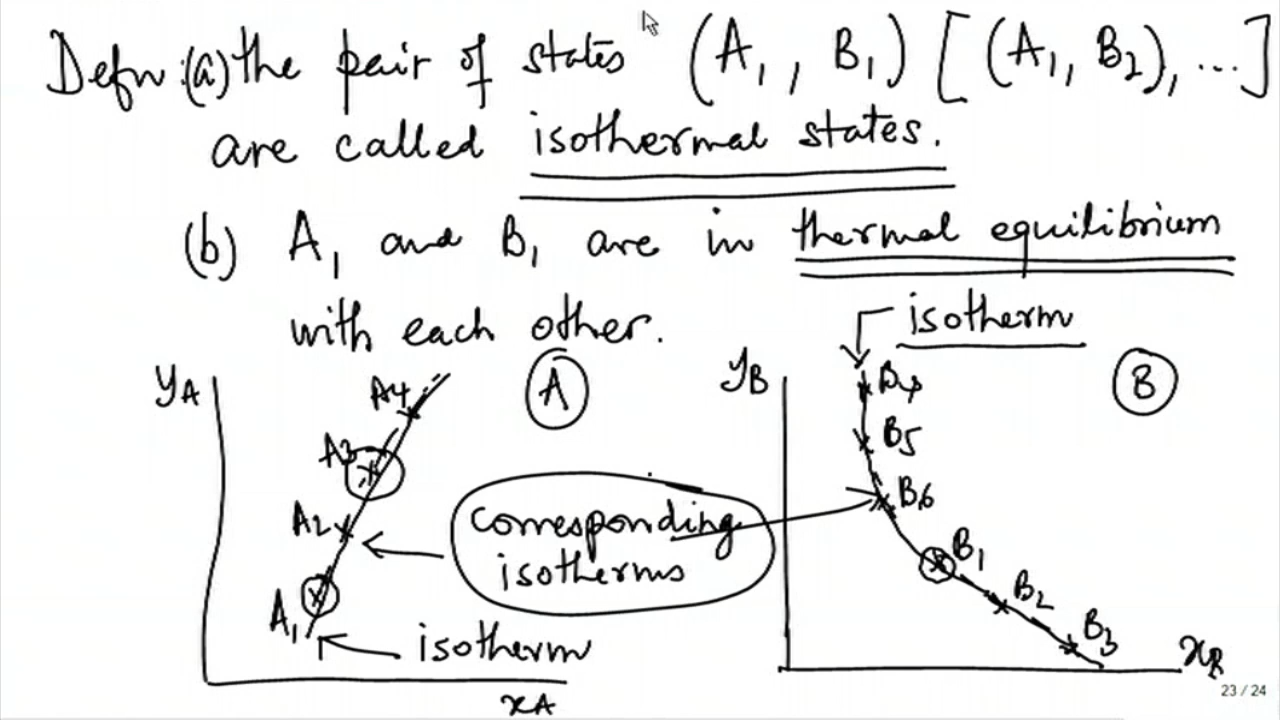 Defn: (a) the pair of states (A₁, B₁) [(A₁, B₂), ...]
are called isothermal states.
(b) A₁ and B₁ are in thermal equilibrium
with each other.
isotherm
yA
A4
A
yB
B4
B
A3
B5
A2
corresponding
isotherms
B6
A₁
B₁
B₂
B₃
isotherm
xA
xB
23 / 24